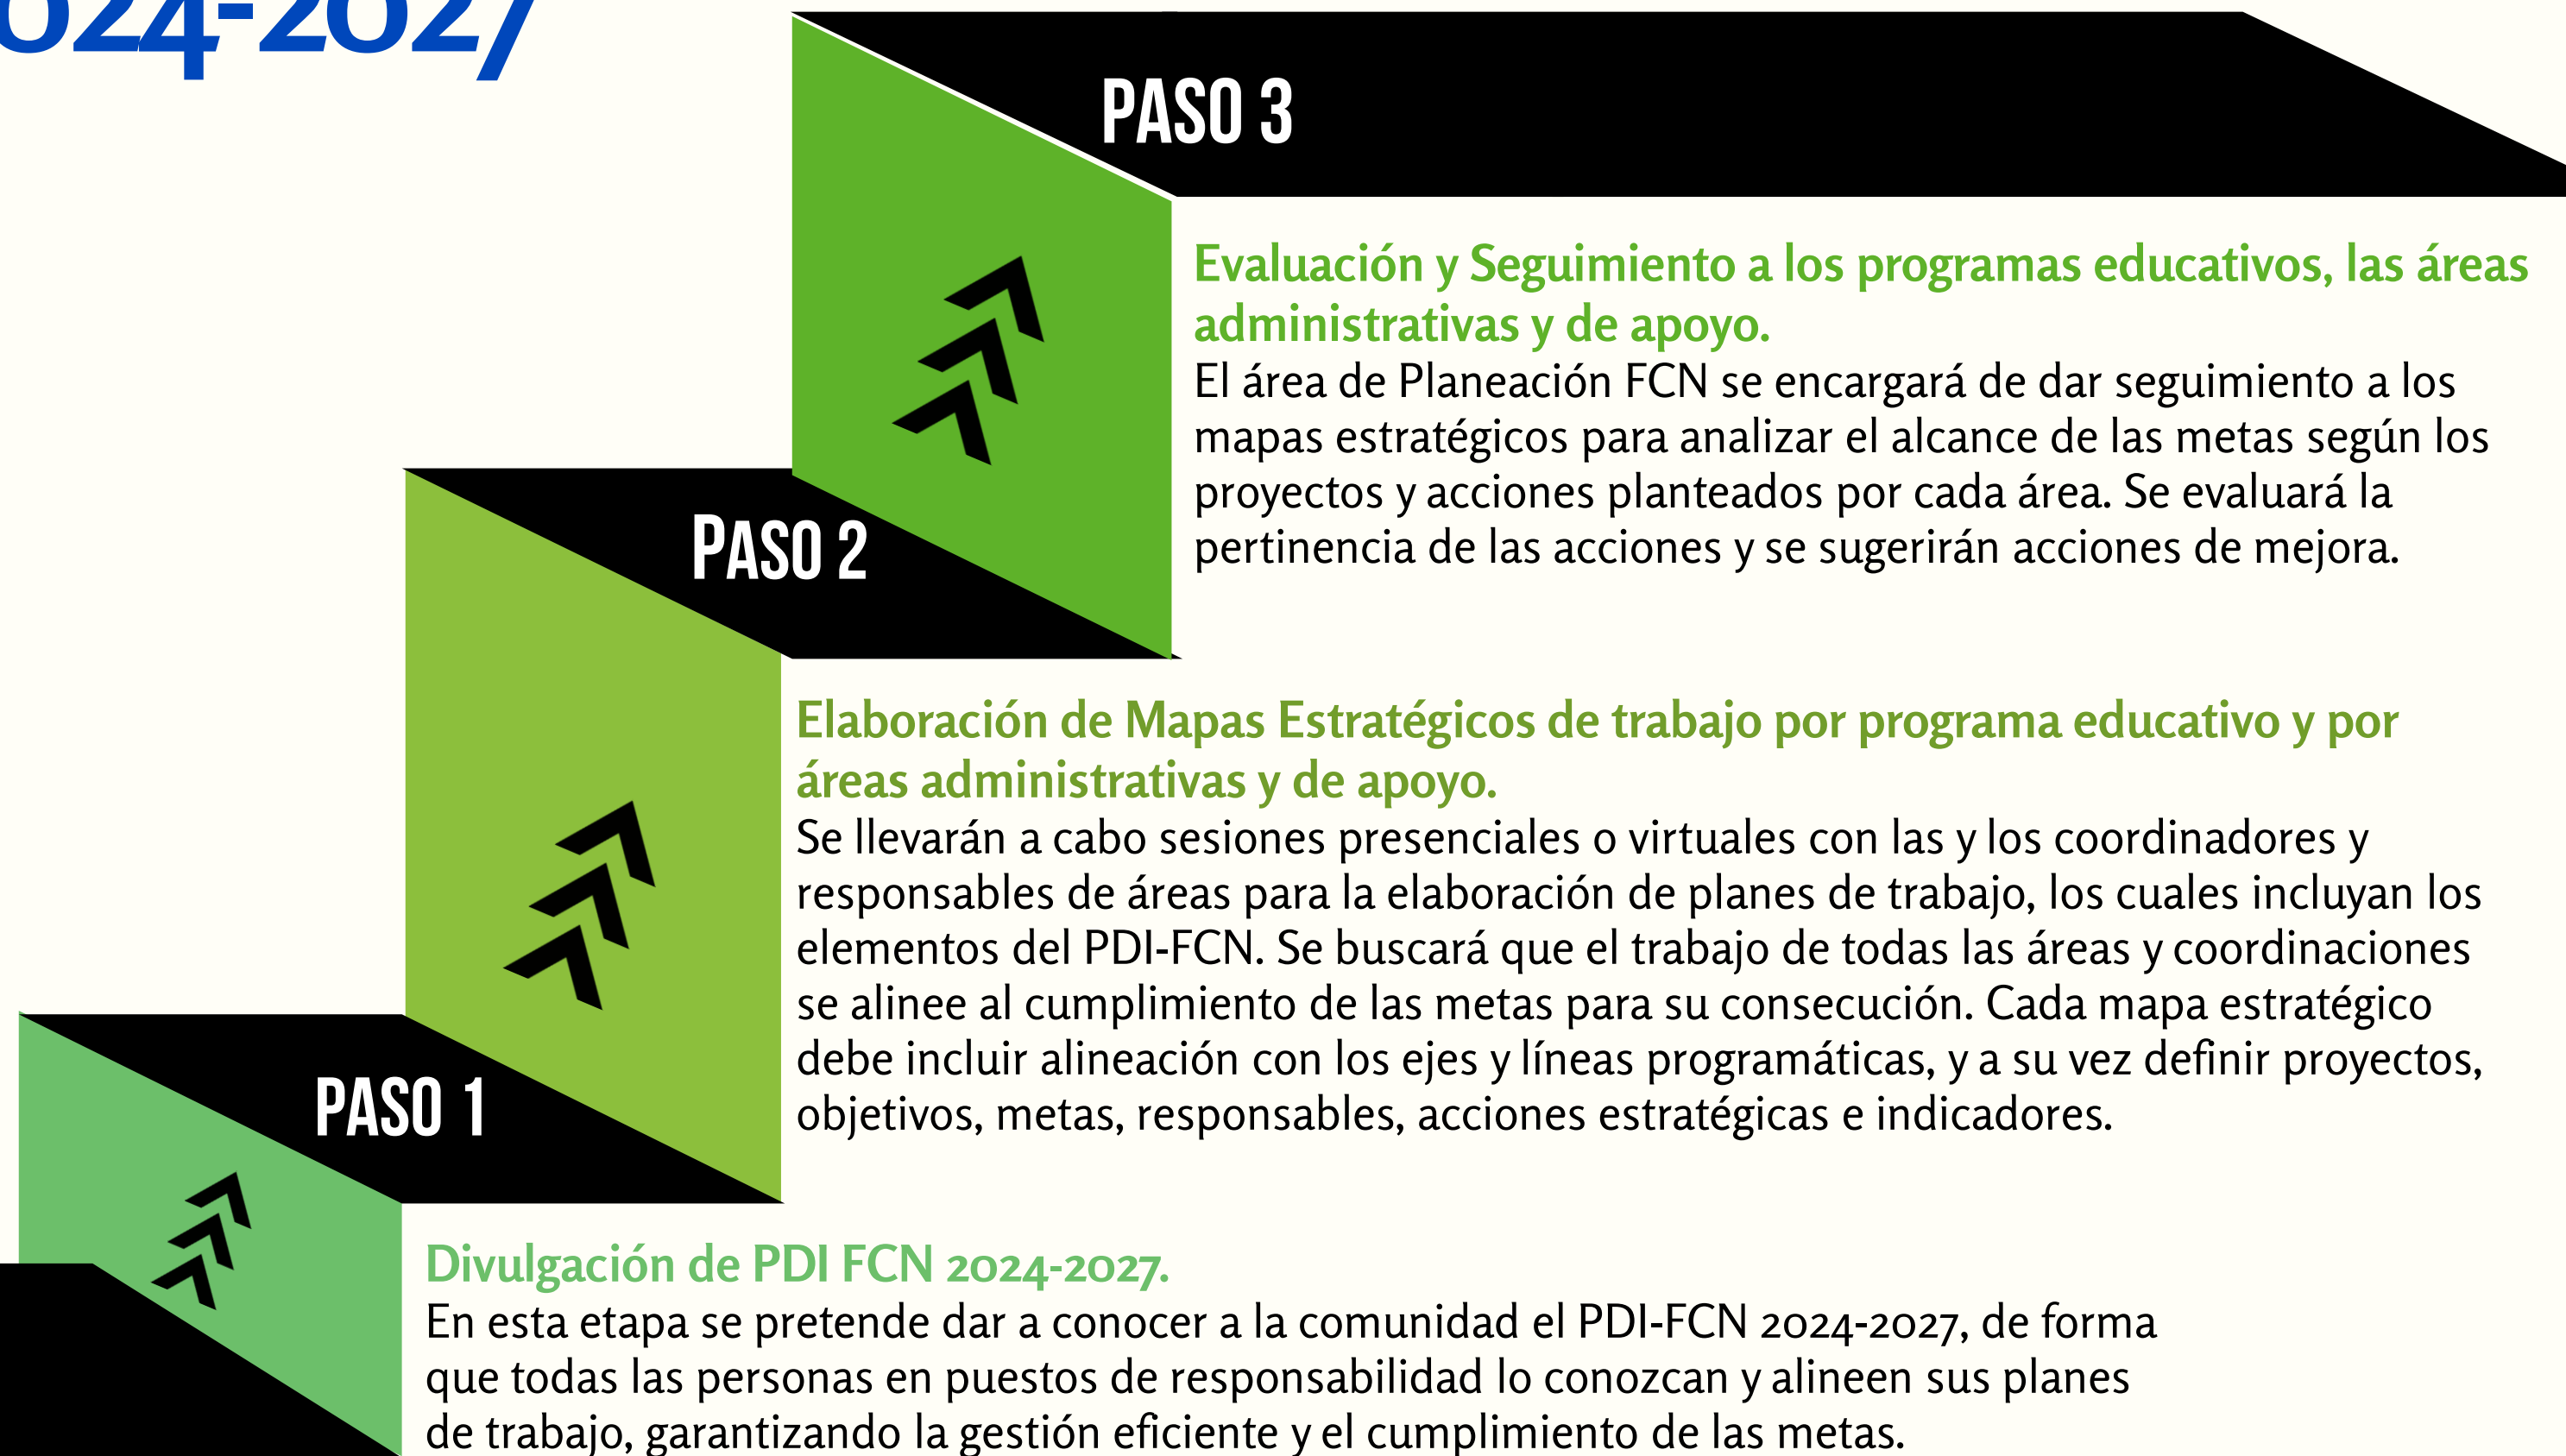 024-2027
PASO 3
Evaluación y Seguimiento a los programas educativos, las áreas
administrativas y de apoyo.
El área de Planeación FCN se encargará de dar seguimiento a los
mapas estratégicos para analizar el alcance de las metas según los
proyectos y acciones planteados por cada área. Se evaluará la
pertinencia de las acciones y se sugerirán acciones de mejora.
PASO 2
Elaboración de Mapas Estratégicos de trabajo por programa educativo y por
áreas administrativas y de apoyo.
Se llevarán a cabo sesiones presenciales o virtuales con las y los coordinadores y
responsables de áreas para la elaboración de planes de trabajo, los cuales incluyan los
elementos del PDI-FCN. Se buscará que el trabajo de todas las áreas y coordinaciones
se alinee al cumplimiento de las metas para su consecución. Cada mapa estratégico
debe incluir alineación con los ejes y líneas programáticas, y a su vez definir proyectos,
objetivos, metas, responsables, acciones estratégicas e indicadores.
PASO 1
Divulgación de PDI FCN 2024-2027.
En esta etapa se pretende dar a conocer a la comunidad el PDI-FCN 2024-2027, de forma
que todas las personas en puestos de responsabilidad lo conozcan y alineen sus planes
de trabajo, garantizando la gestión eficiente y el cumplimiento de las metas.